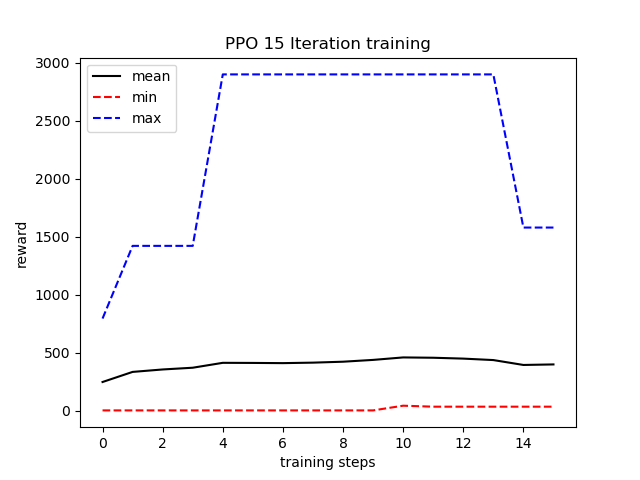 PPO 15 Iteration training
3000
2500
2000
1500
1000
500
0
reward
mean
min
max
0 2 4 6 8 10 12 14
training steps